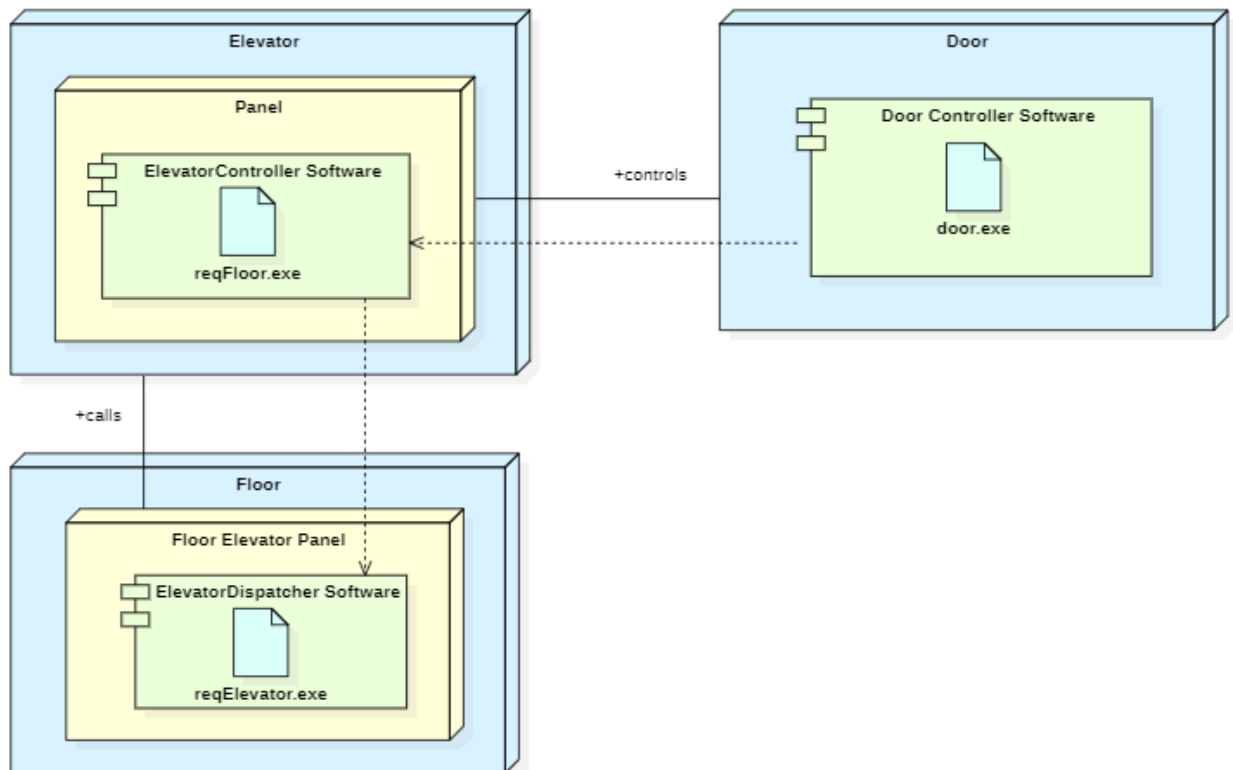 Elevator
Door
Panel
Door Controller Software
ElevatorController Software
+controls
door.exe
reqFloor.exe
+calls
Floor
Floor Elevator Panel
ElevatorDispatcher Software
reqElevator.exe